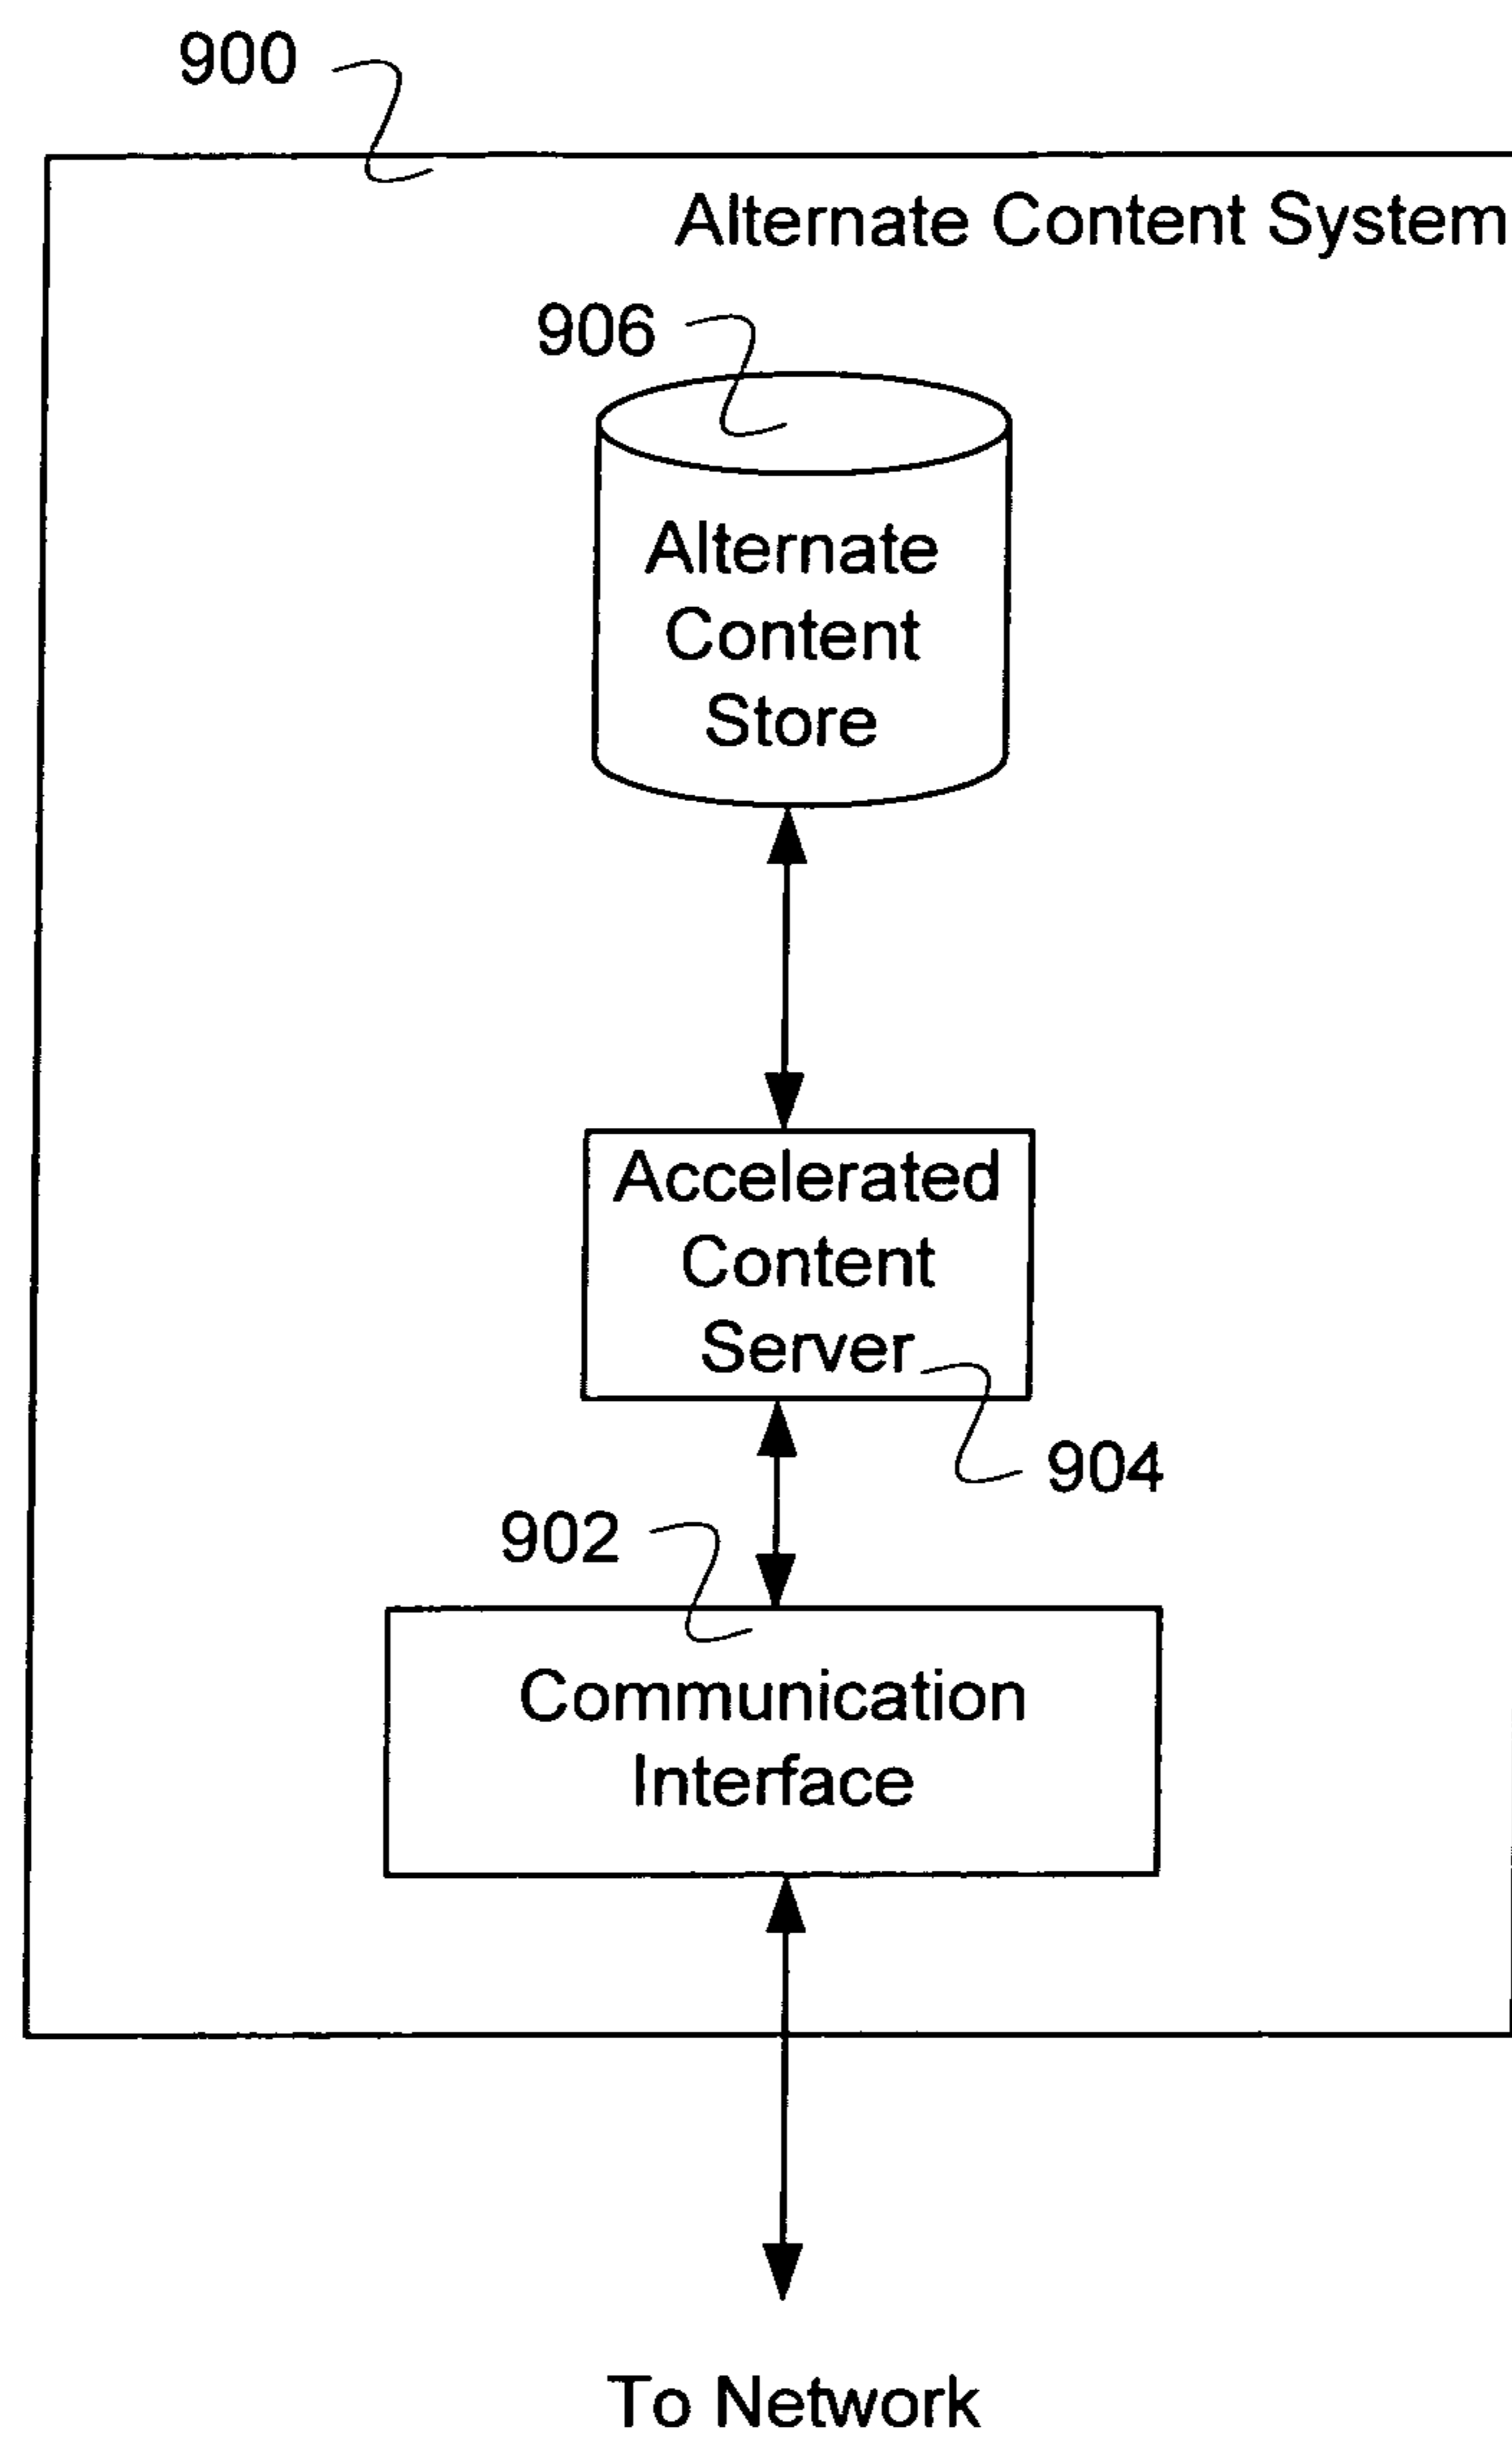 900
Alternate Content System
906
Alternate
Content
Store
Accelerated
Content
Server
904
902
Communication
Interface
To Network